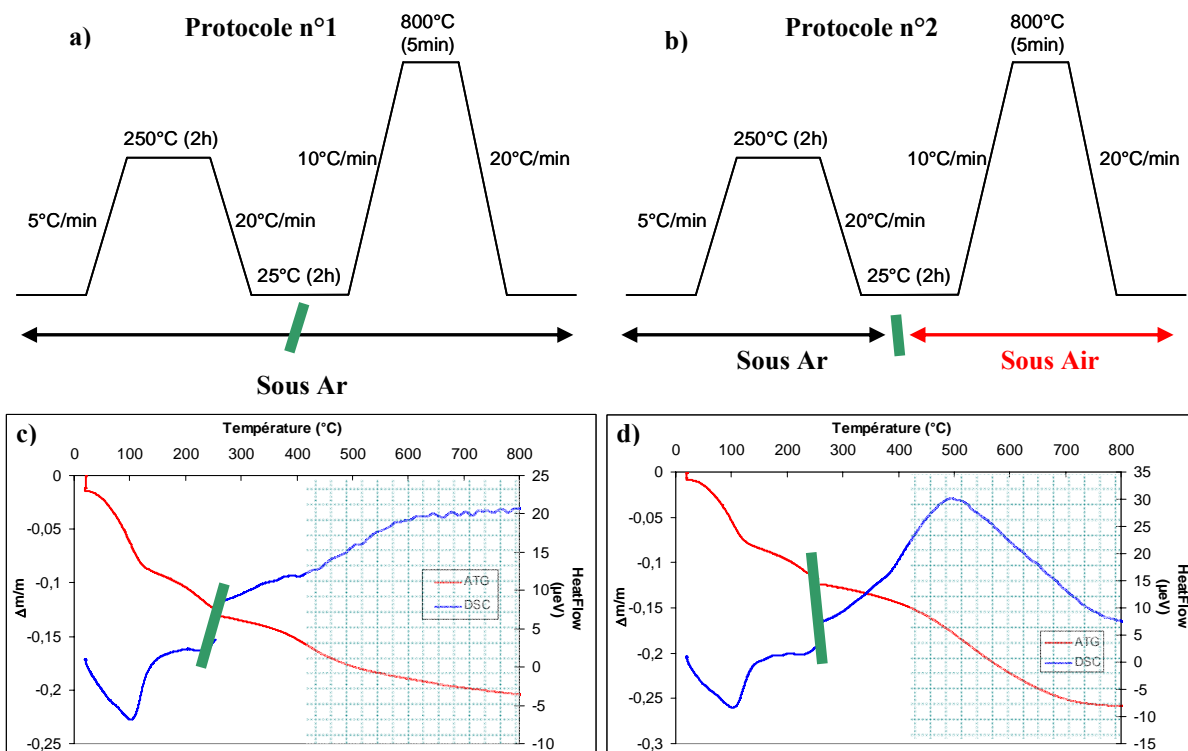 a)
Protocole n°1
800°C
(5min)
250°C (2h)
10°C/min
20°C/min
5°C/min
20°C/min
25°C (2h)
Sous Ar
b)
Protocole n°2
800°C
(5min)
250°C (2h)
10°C/min
20°C/min
5°C/min
20°C/min
25°C (2h)
Sous Ar
Sous Air
c)
Température (°C)
0 100 200 300 400 500 600 700 800
0
-0,05
-0,1
-0,15
-0,2
-0,25
Δm/m
25
20
15
10
5
0
-5
-10
HeatFlow
(µeV)
ATG
DSC
d)
Température (°C)
0 100 200 300 400 500 600 700 800
0
-0,05
-0,1
-0,15
-0,2
-0,25
-0,3
Δm/m
35
30
25
20
15
10
5
0
-5
-10
-15
HeatFlow
(µeV)
ATG
DSC